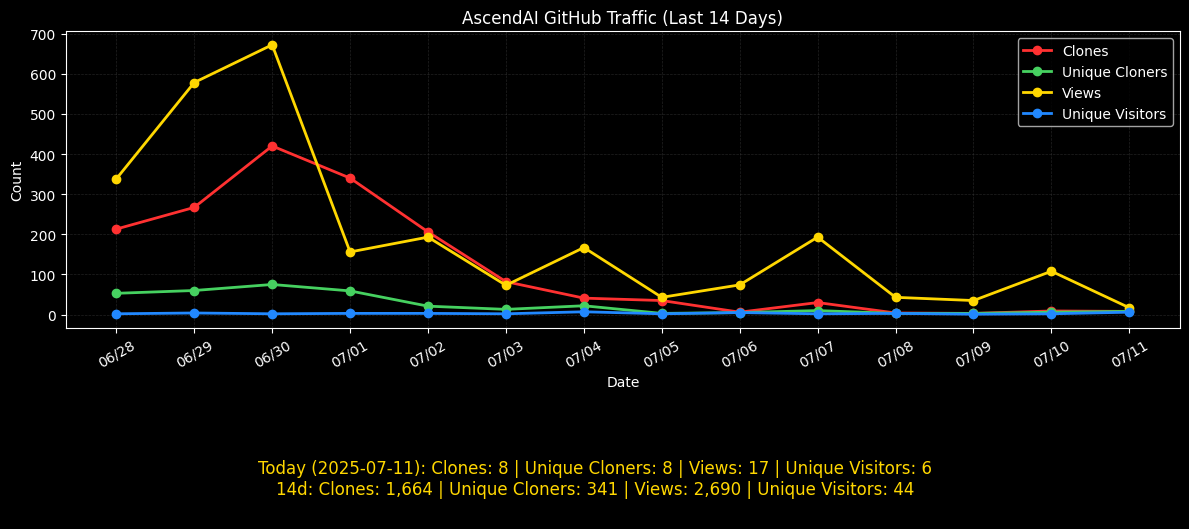 AscendAI GitHub Traffic (Last 14 Days)
700
600
500
400
300
200
100
0
Count
Clones
Unique Cloners
Views
Unique Visitors
06/28
06/29
06/30
07/01
07/02
07/03
07/04
07/05
07/06
07/07
07/08
07/09
07/10
07/11
Date
Today (2025-07-11): Clones: 8 | Unique Cloners: 8 | Views: 17 | Unique Visitors: 6
14d: Clones: 1,664 | Unique Cloners: 341 | Views: 2,690 | Unique Visitors: 44